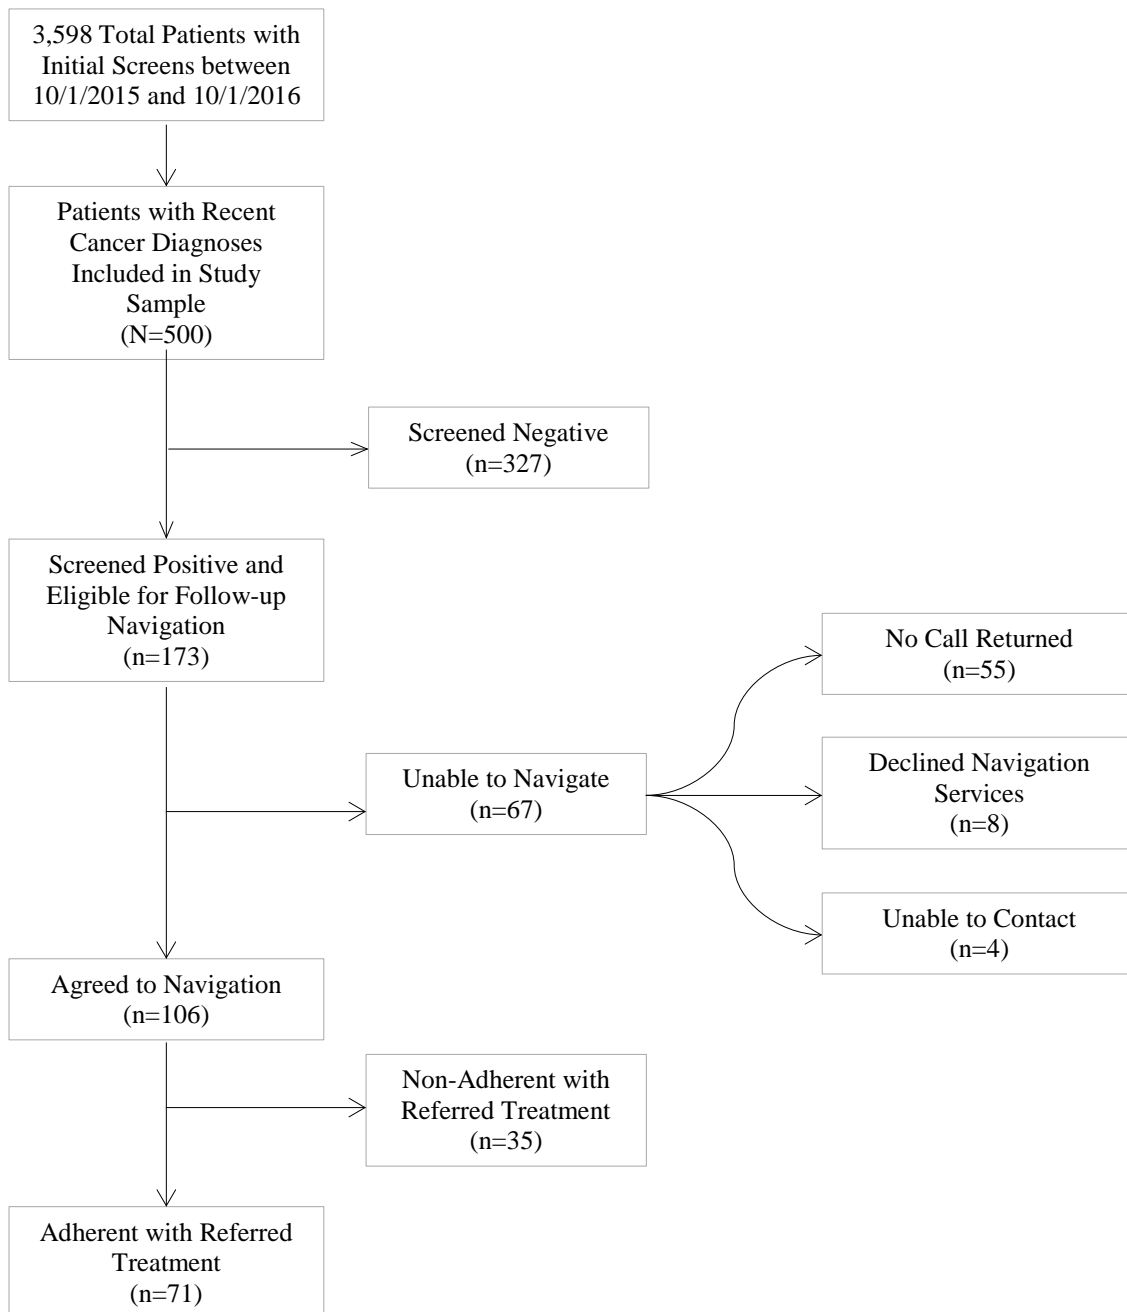 3,598 Total Patients with
Initial Screens between
10/1/2015 and 10/1/2016
Patients with Recent
Cancer Diagnoses
Included in Study
Sample
(N=500)
Screened Negative
(n=327)
Screened Positive and
Eligible for Follow-up
Navigation
(n=173)
No Call Returned
(n=55)
Unable to Navigate
(n=67)
Declined Navigation
Services
(n=8)
Unable to Contact
(n=4)
Agreed to Navigation
(n=106)
Non-Adherent with
Referred Treatment
(n=35)
Adherent with Referred
Treatment
(n=71)